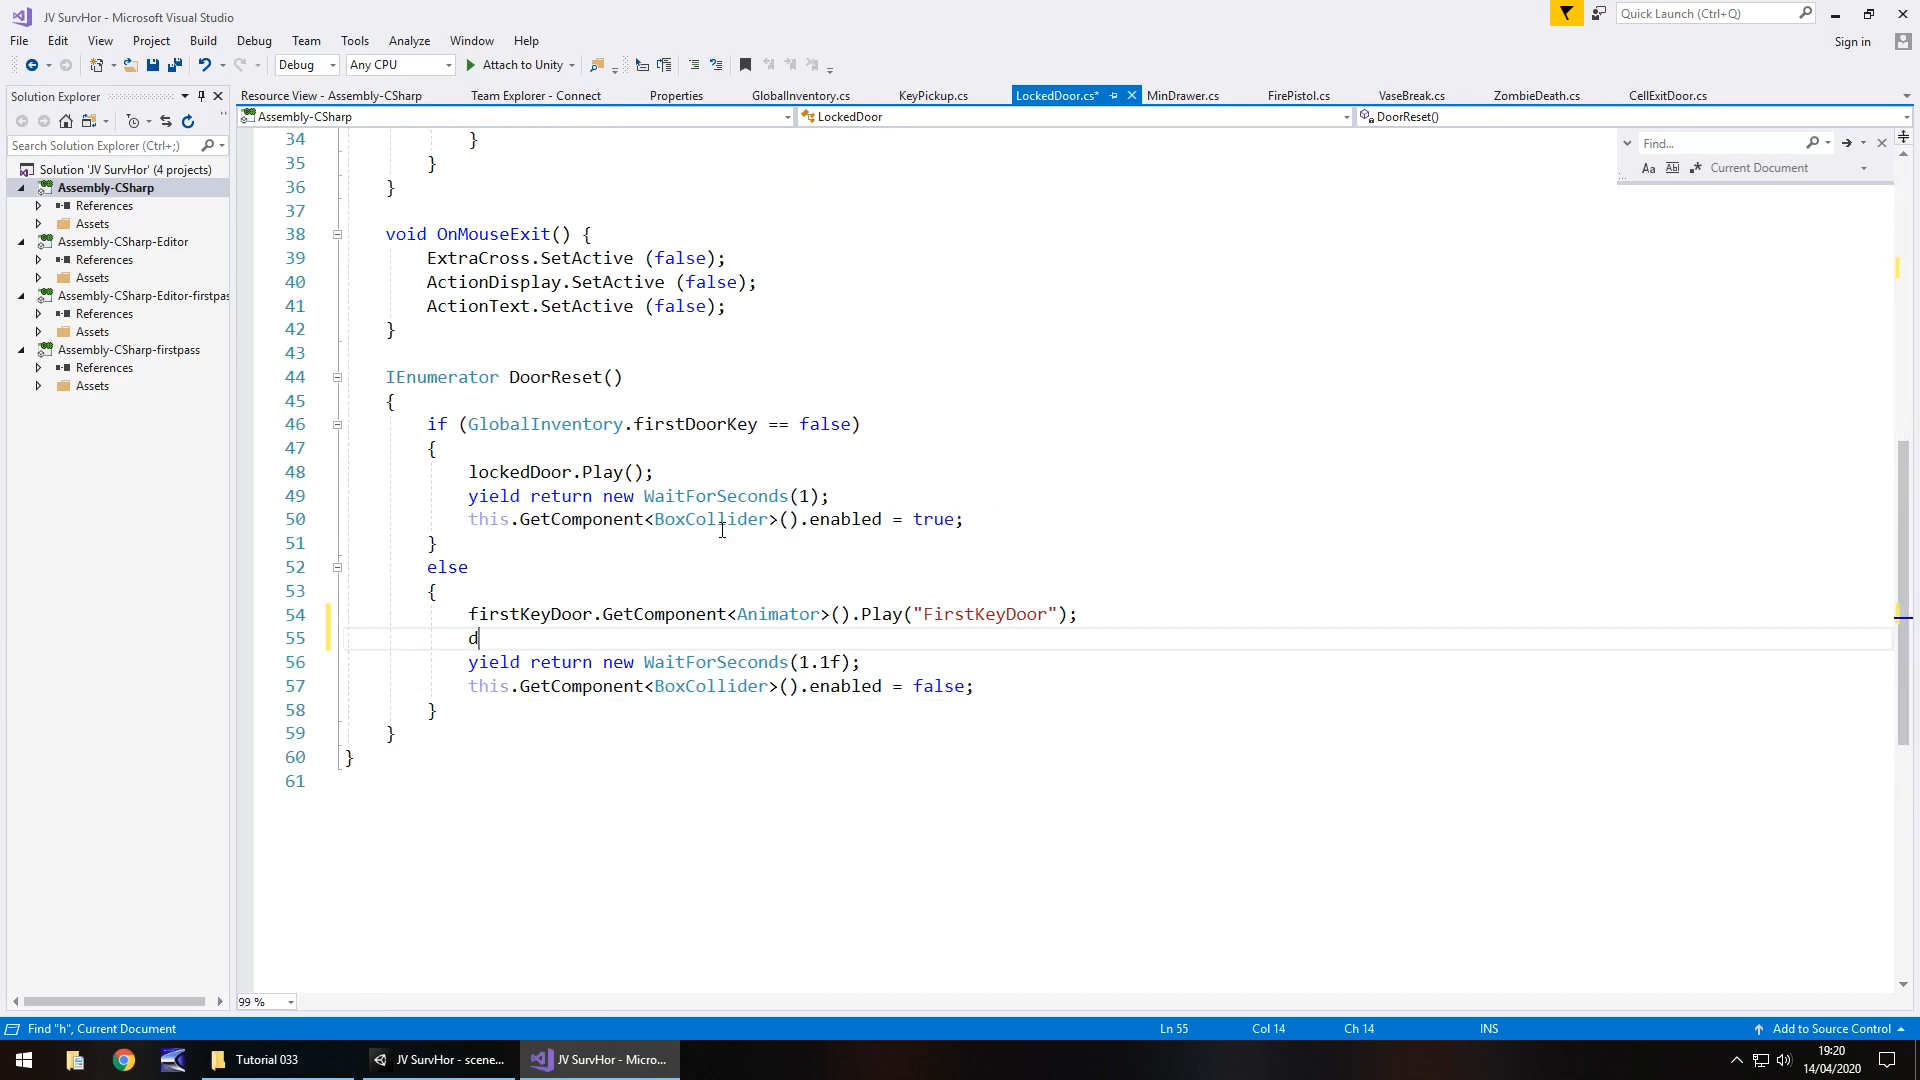 JV SurvHor - Microsoft Visual Studio
Quick Launch (Ctrl+Q)
File Edit View Project Build Debug Team Tools Analyze Window Help
Sign in
Debug Any CPU Attach to Unity
Solution Explorer
Resource View - Assembly-CSharp Team Explorer - Connect Properties GlobalInventory.cs KeyPickup.cs LockedDoor.cs* MinDrawer.cs FirePistol.cs VaseBreak.cs ZombieDeath.cs CellExitDoor.cs
Assembly-CSharp LockedDoor DoorReset()
Search Solution Explorer (Ctrl+;)
Solution 'JV SurvHor' (4 projects)
Assembly-CSharp
References
Assets
Assembly-CSharp-Editor
References
Assets
Assembly-CSharp-Editor-firstpas
References
Assets
Assembly-CSharp-firstpass
References
Assets
Find...
Aa Ab .* Current Document
34 }
35 }
36 }
37
38 void OnMouseExit() {
39 ExtraCross.SetActive (false);
40 ActionDisplay.SetActive (false);
41 ActionText.SetActive (false);
42 }
43
44 IEnumerator DoorReset()
45 {
46 if (GlobalInventory.firstDoorKey == false)
47 {
48 lockedDoor.Play();
49 yield return new WaitForSeconds(1);
50 this.GetComponent<BoxCollider>().enabled = true;
51 }
52 else
53 {
54 firstKeyDoor.GetComponent<Animator>().Play("FirstKeyDoor");
55 d
56 yield return new WaitForSeconds(1.1f);
57 this.GetComponent<BoxCollider>().enabled = false;
58 }
59 }
60 }
61
99 %
Find "h", Current Document Ln 55 Col 14 Ch 14 INS Add to Source Control
Tutorial 033 JV SurvHor - scene... JV SurvHor - Micro...
19:20
14/04/2020